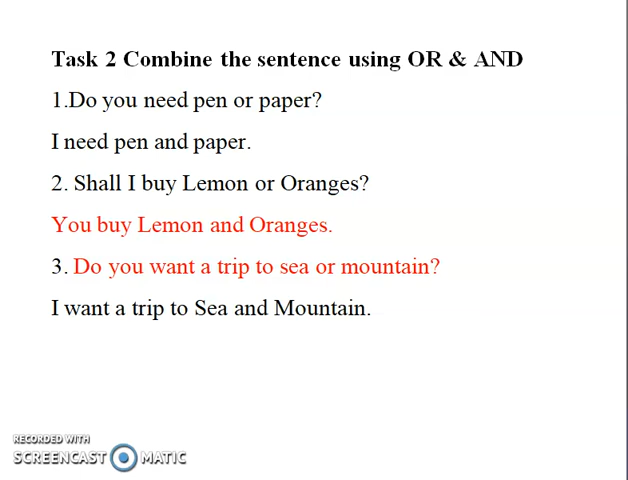 Task 2 Combine the sentence using OR & AND
1.Do you need pen or paper?
I need pen and paper.
2. Shall I buy Lemon or Oranges?
You buy Lemon and Oranges.
3. Do you want a trip to sea or mountain?
I want a trip to Sea and Mountain.
RECORDED WITH
SCREENCAST MATIC